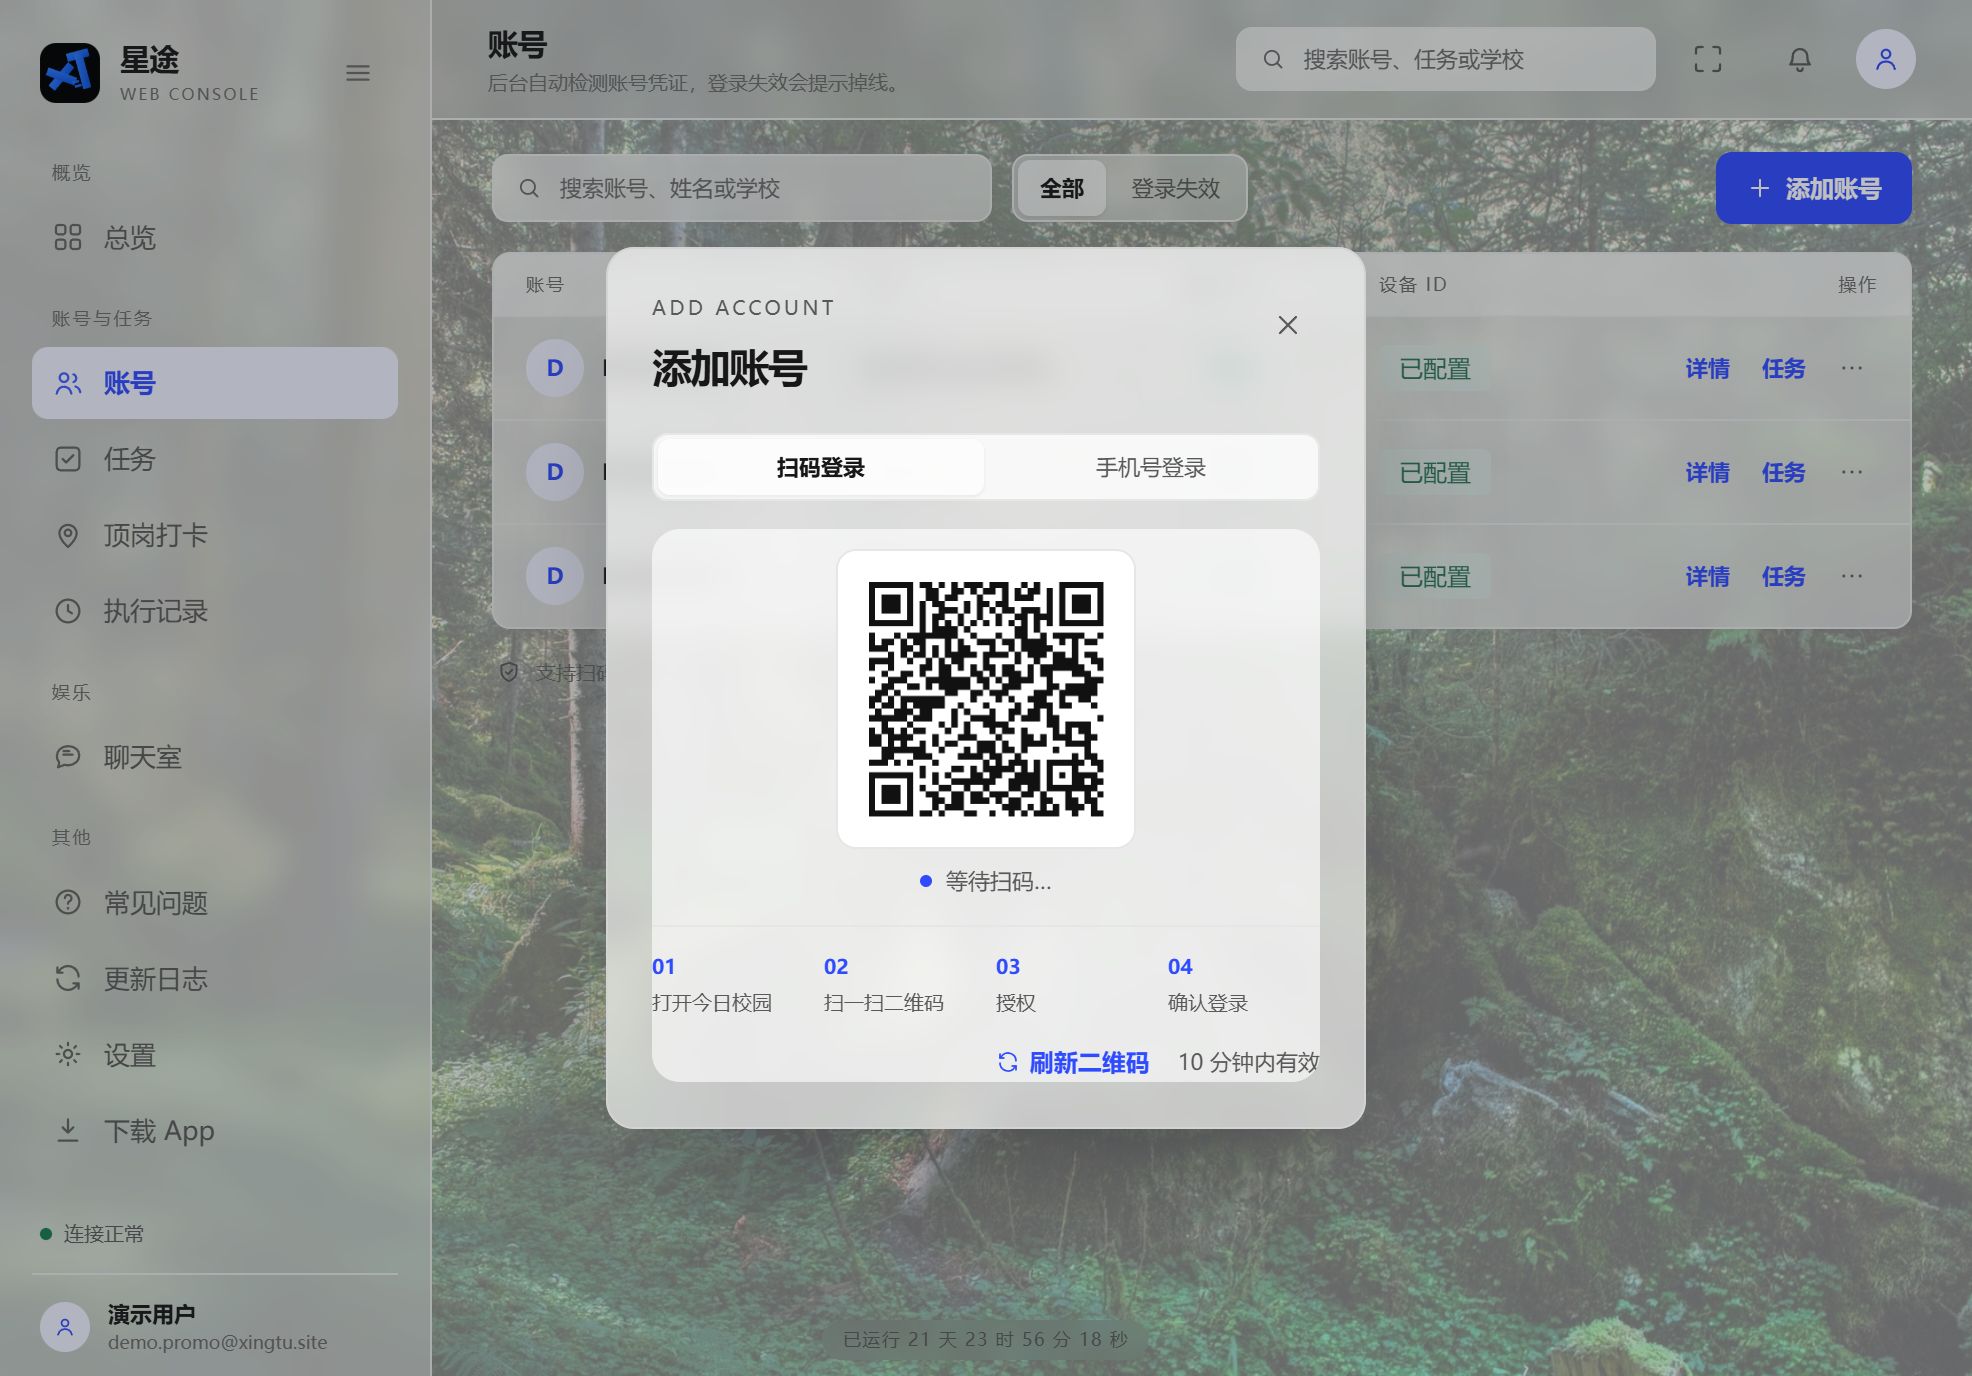 星途
WEB CONSOLE
概览
总览
账号与任务
账号
任务
顶岗打卡
执行记录
娱乐
聊天室
其他
常见问题
更新日志
设置
下载 App
连接正常
演示用户
demo.promo@xingtu.site
账号
后台自动检测账号凭证，登录失效会提示掉线。
搜索账号、任务或学校
搜索账号、姓名或学校
全部
登录失效
添加账号
账号
设备 ID
操作
D
已配置
详情
任务
···
D
已配置
详情
任务
···
D
已配置
详情
任务
···
支持扫码
ADD ACCOUNT
添加账号
扫码登录
手机号登录
等待扫码...
01
打开今日校园
02
扫一扫二维码
03
授权
04
确认登录
刷新二维码
10 分钟内有效
已运行 21 天 23 时 56 分 18 秒